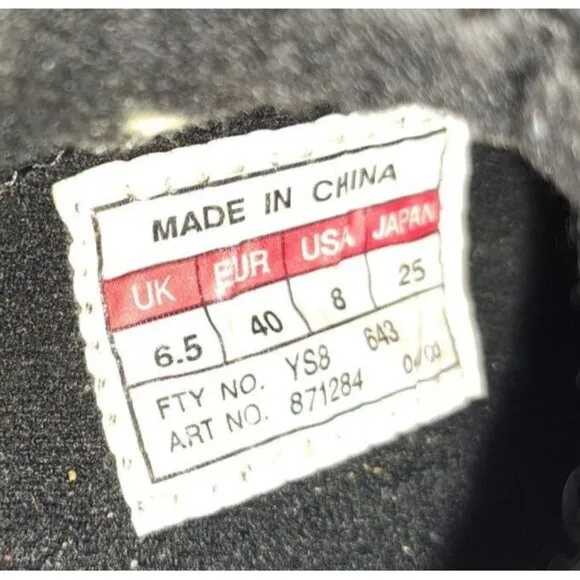 MADE IN CHINA
UK EUR USA JAPAN
6.5 40 8 25
FTY NO. YS8 643
ART NO. 871284